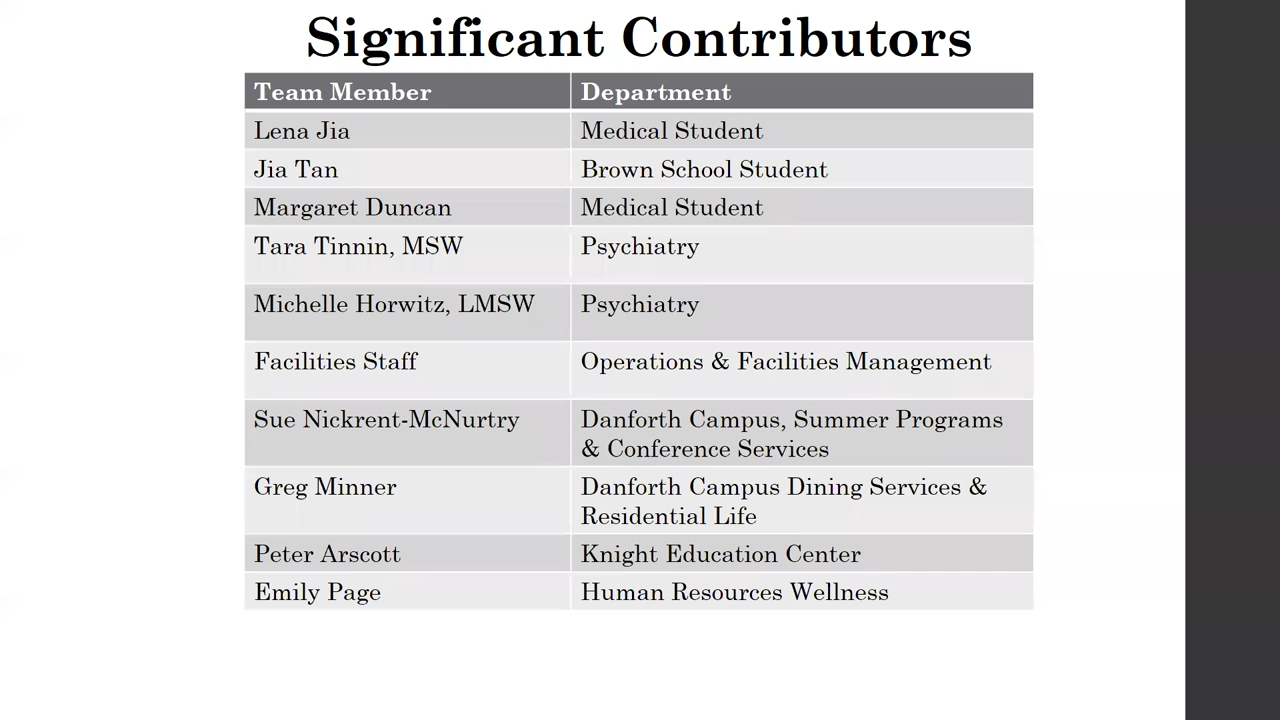 Significant Contributors
Team Member Department
Lena Jia Medical Student
Jia Tan Brown School Student
Margaret Duncan Medical Student
Tara Tinnin, MSW Psychiatry
Michelle Horwitz, LMSW Psychiatry
Facilities Staff Operations & Facilities Management
Sue Nickrent-McNurtry Danforth Campus, Summer Programs
& Conference Services
Greg Minner Danforth Campus Dining Services &
Residential Life
Peter Arscott Knight Education Center
Emily Page Human Resources Wellness